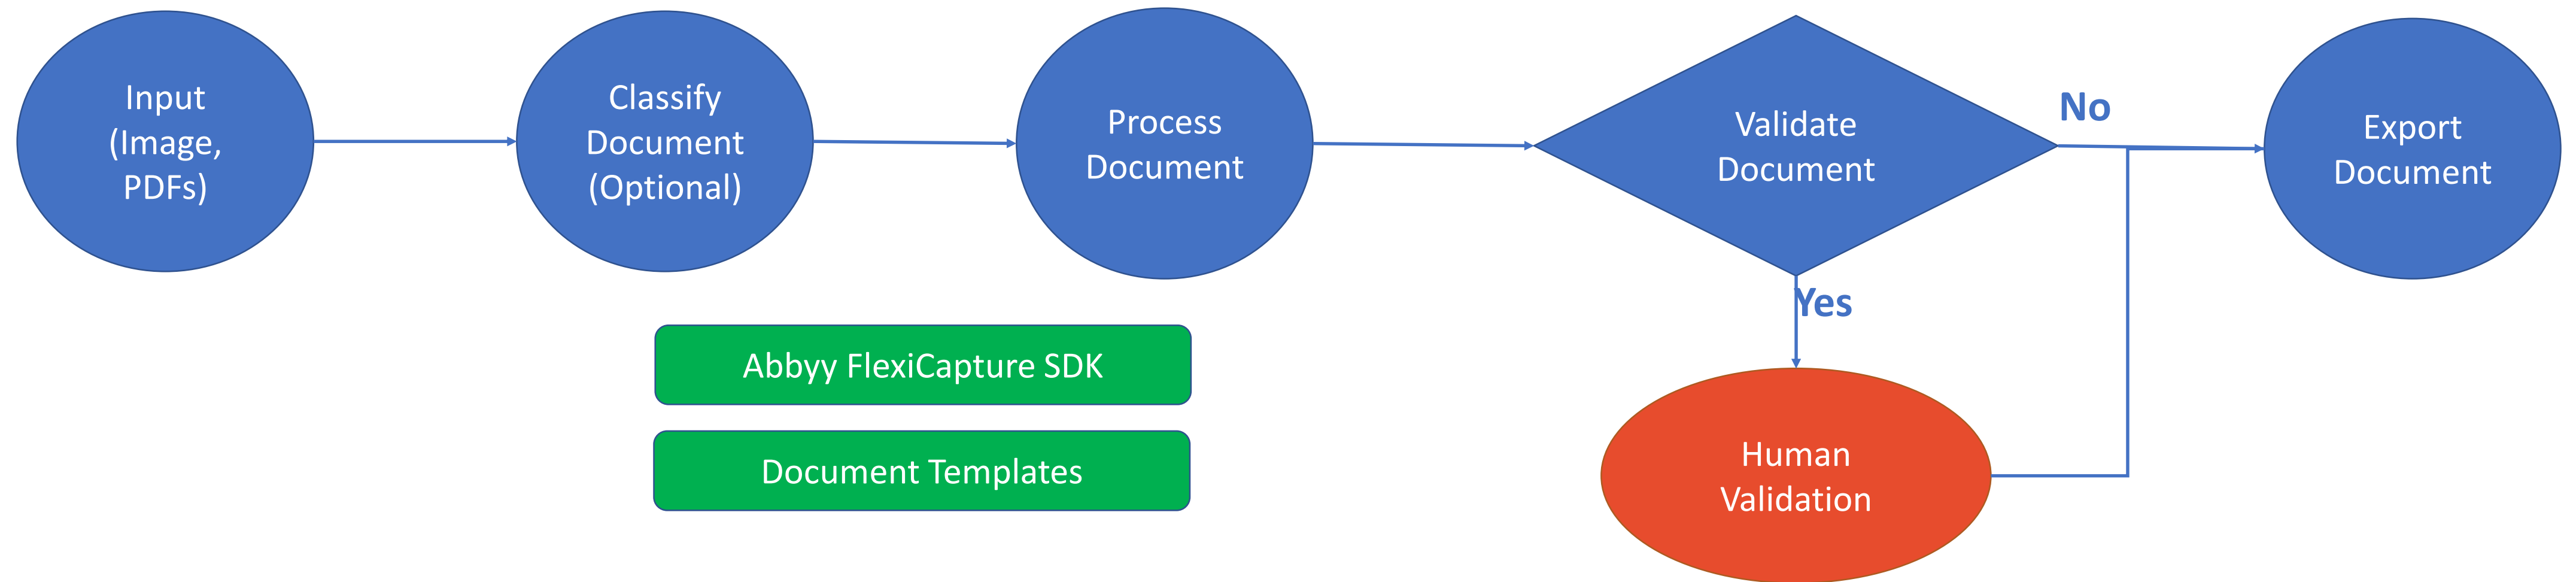 Input
(Image,
PDFs)
Classify
Document
(Optional)
Process
Document
Validate
Document
No
Export
Document
Yes
Abbyy FlexiCapture SDK
Document Templates
Human
Validation